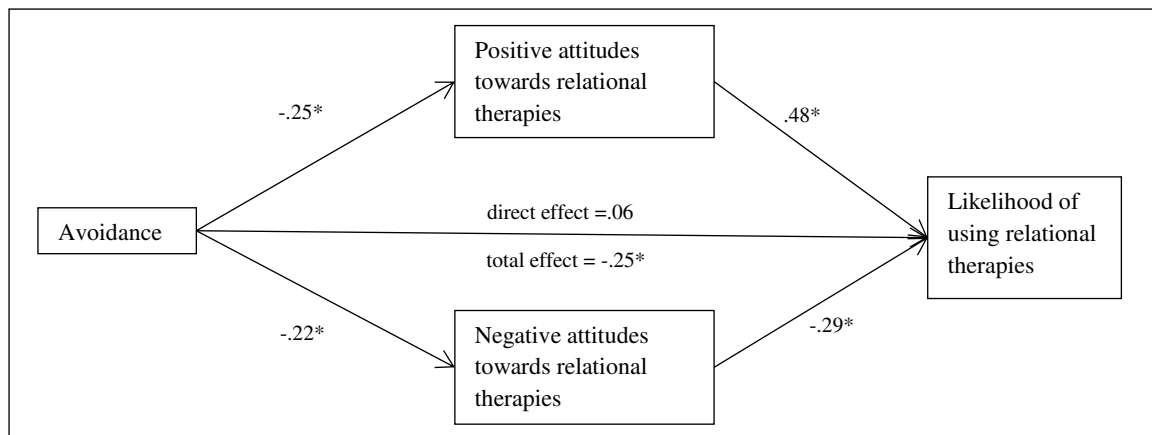 Positive attitudes
towards relational
therapies
-.25*
.48*
Avoidance
direct effect =.06
total effect = -.25*
Likelihood of
using relational
therapies
-.22*
-.29*
Negative attitudes
towards relational
therapies